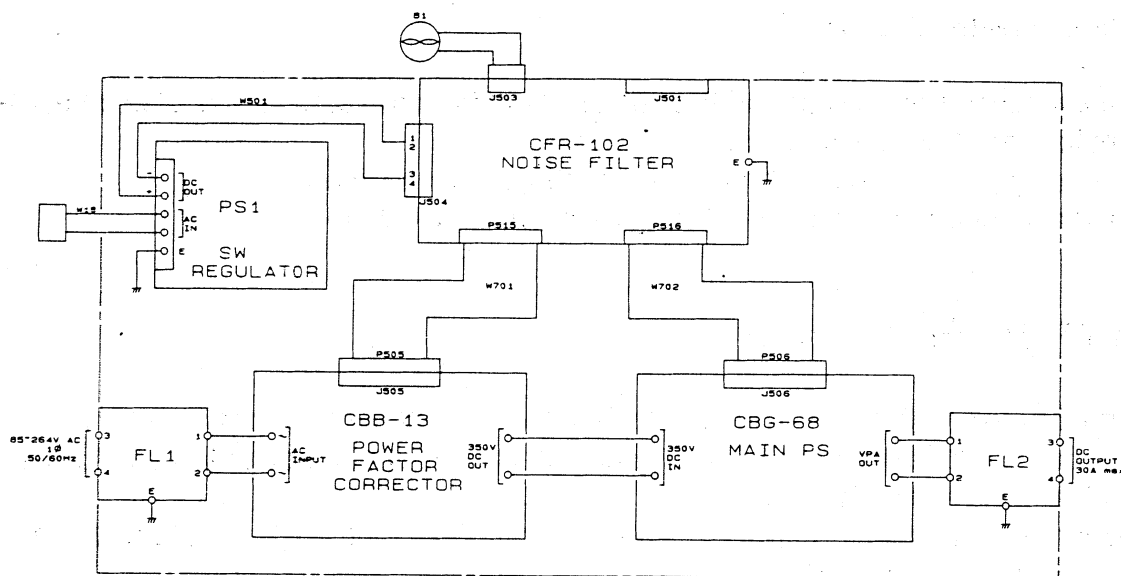 B1
J503
J501
W501
CFR-102
NOISE FILTER
E
1
2
3
4
J504
-
+
DC
OUT
AC
IN
E
PS1
SW
REGULATOR
P515
P516
W701
W702
P505
J505
P506
J506
85~264V AC
1Ø
50/60Hz
3
4
FL1
1
2
E
~
~
AC
INPUT
CBB-13
POWER
FACTOR
CORRECTOR
350V
DC
OUT
350V
DC
IN
CBG-68
MAIN PS
VPA
OUT
1
2
FL2
E
3
4
DC
OUTPUT
30A